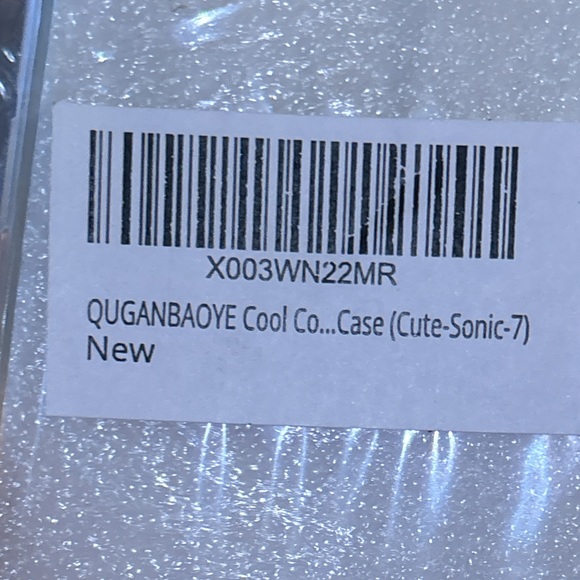 X003WN22MR
QUGANBAOYE Cool Co...Case (Cute-Sonic-7)
New